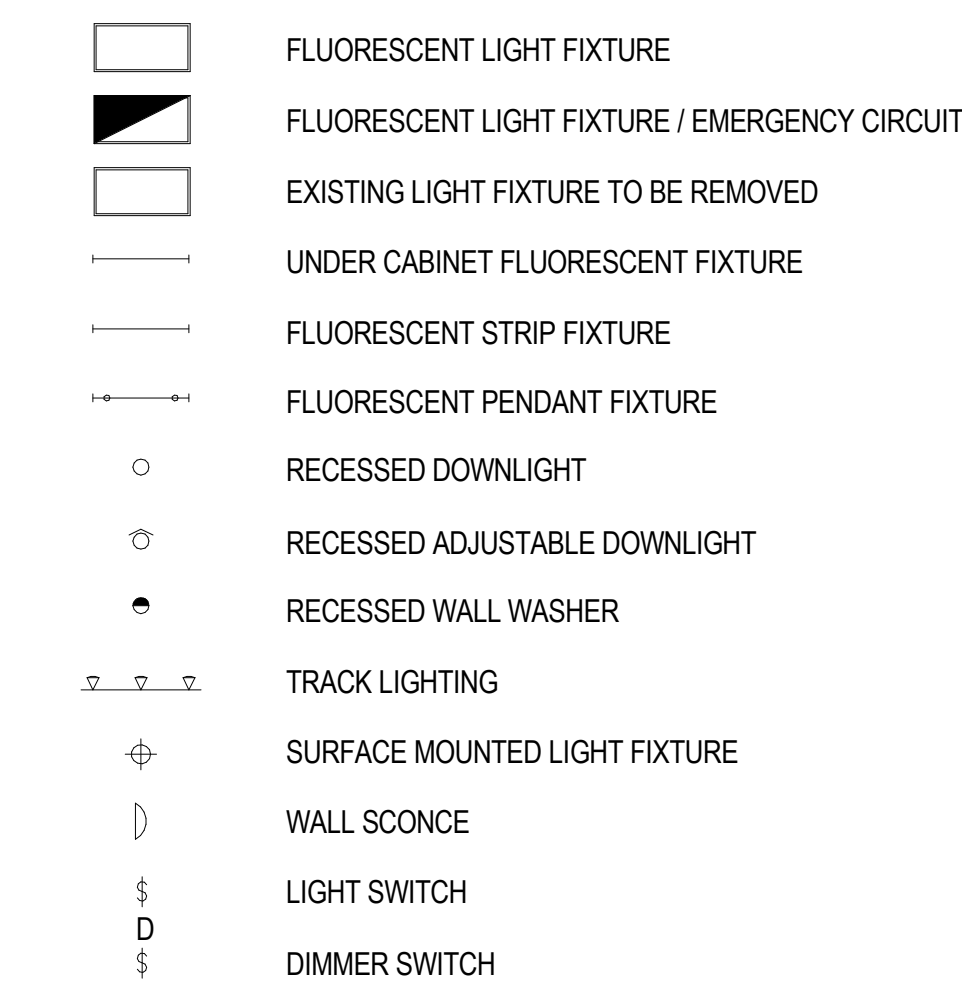 FLUORESCENT LIGHT FIXTURE
FLUORESCENT LIGHT FIXTURE / EMERGENCY CIRCUIT
EXISTING LIGHT FIXTURE TO BE REMOVED
UNDER CABINET FLUORESCENT FIXTURE
FLUORESCENT STRIP FIXTURE
FLUORESCENT PENDANT FIXTURE
RECESSED DOWNLIGHT
RECESSED ADJUSTABLE DOWNLIGHT
RECESSED WALL WASHER
TRACK LIGHTING
SURFACE MOUNTED LIGHT FIXTURE
WALL SCONCE
$ LIGHT SWITCH
D
$ DIMMER SWITCH